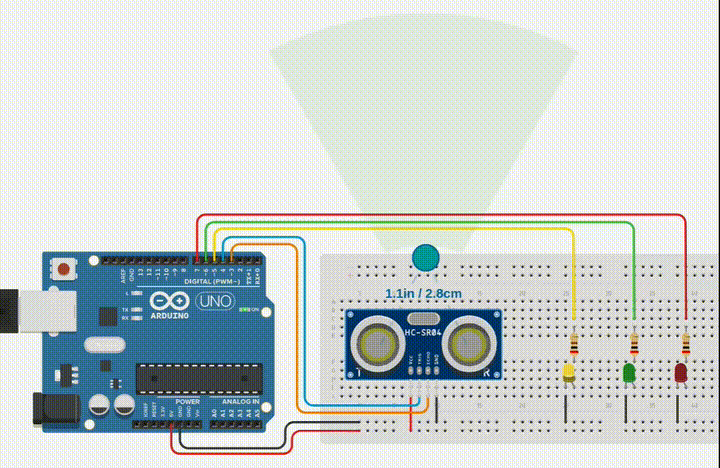 1.1in / 2.8cm
HC-SR04
Vcc
TRIG
ECHO
GND
T
R
AREF
GND
13
12
~11
~10
~9
8
7
~6
~5
4
~3
2
TX→1
RX←0
DIGITAL (PWM ~)
L
TX
RX
UNO
ON
ARDUINO
POWER
ANALOG IN
IOREF
RESET
3.3V
5V
GND
GND
Vin
A0
A1
A2
A3
A4
A5